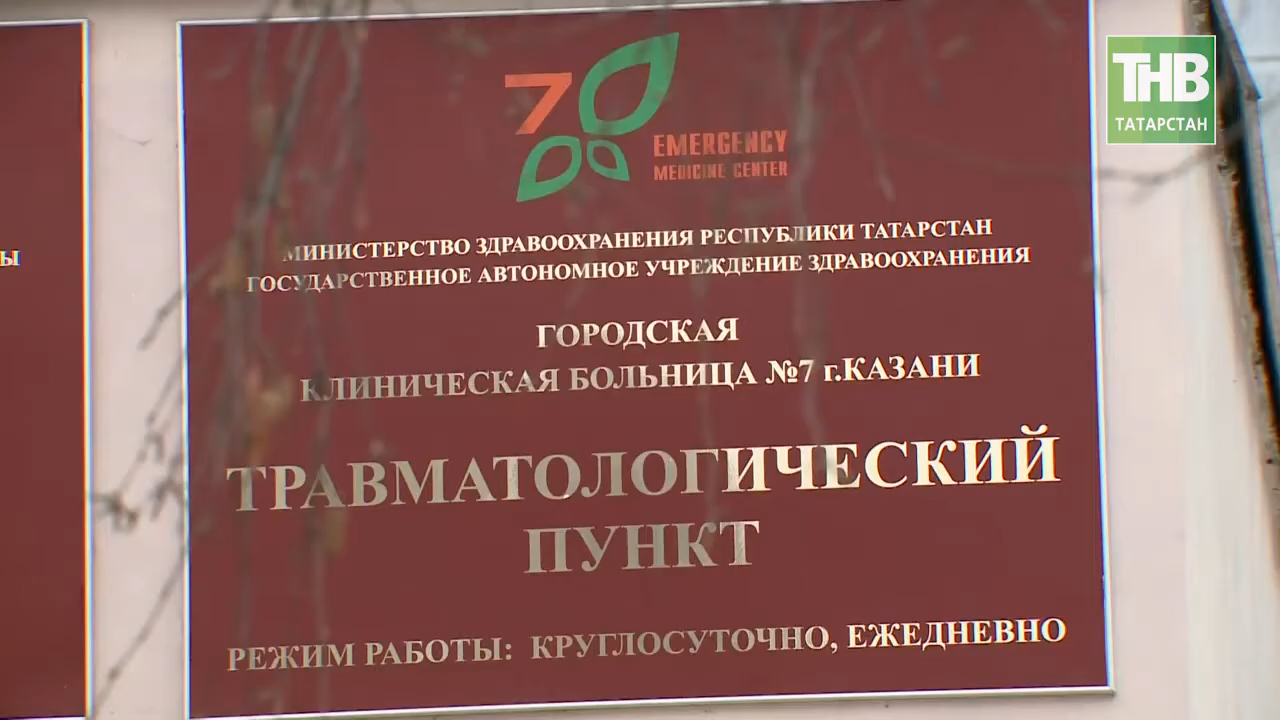 ТНВ
ТАТАРСТАН
7
EMERGENCY
MEDICINE CENTER
МИНИСТЕРСТВО ЗДРАВООХРАНЕНИЯ РЕСПУБЛИКИ ТАТАРСТАН
ГОСУДАРСТВЕННОЕ АВТОНОМНОЕ УЧРЕЖДЕНИЕ ЗДРАВООХРАНЕНИЯ
ГОРОДСКАЯ
КЛИНИЧЕСКАЯ БОЛЬНИЦА №7 г.КАЗАНИ
ТРАВМАТОЛОГИЧЕСКИЙ
ПУНКТ
РЕЖИМ РАБОТЫ: КРУГЛОСУТОЧНО, ЕЖЕДНЕВНО